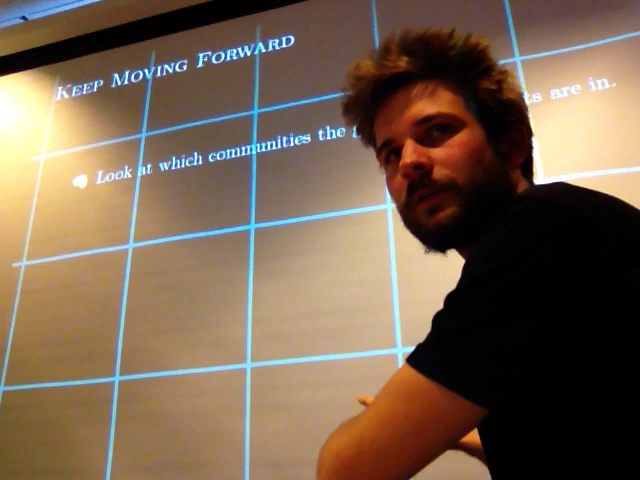 KEEP MOVING FORWARD
Look at which communities the are in.